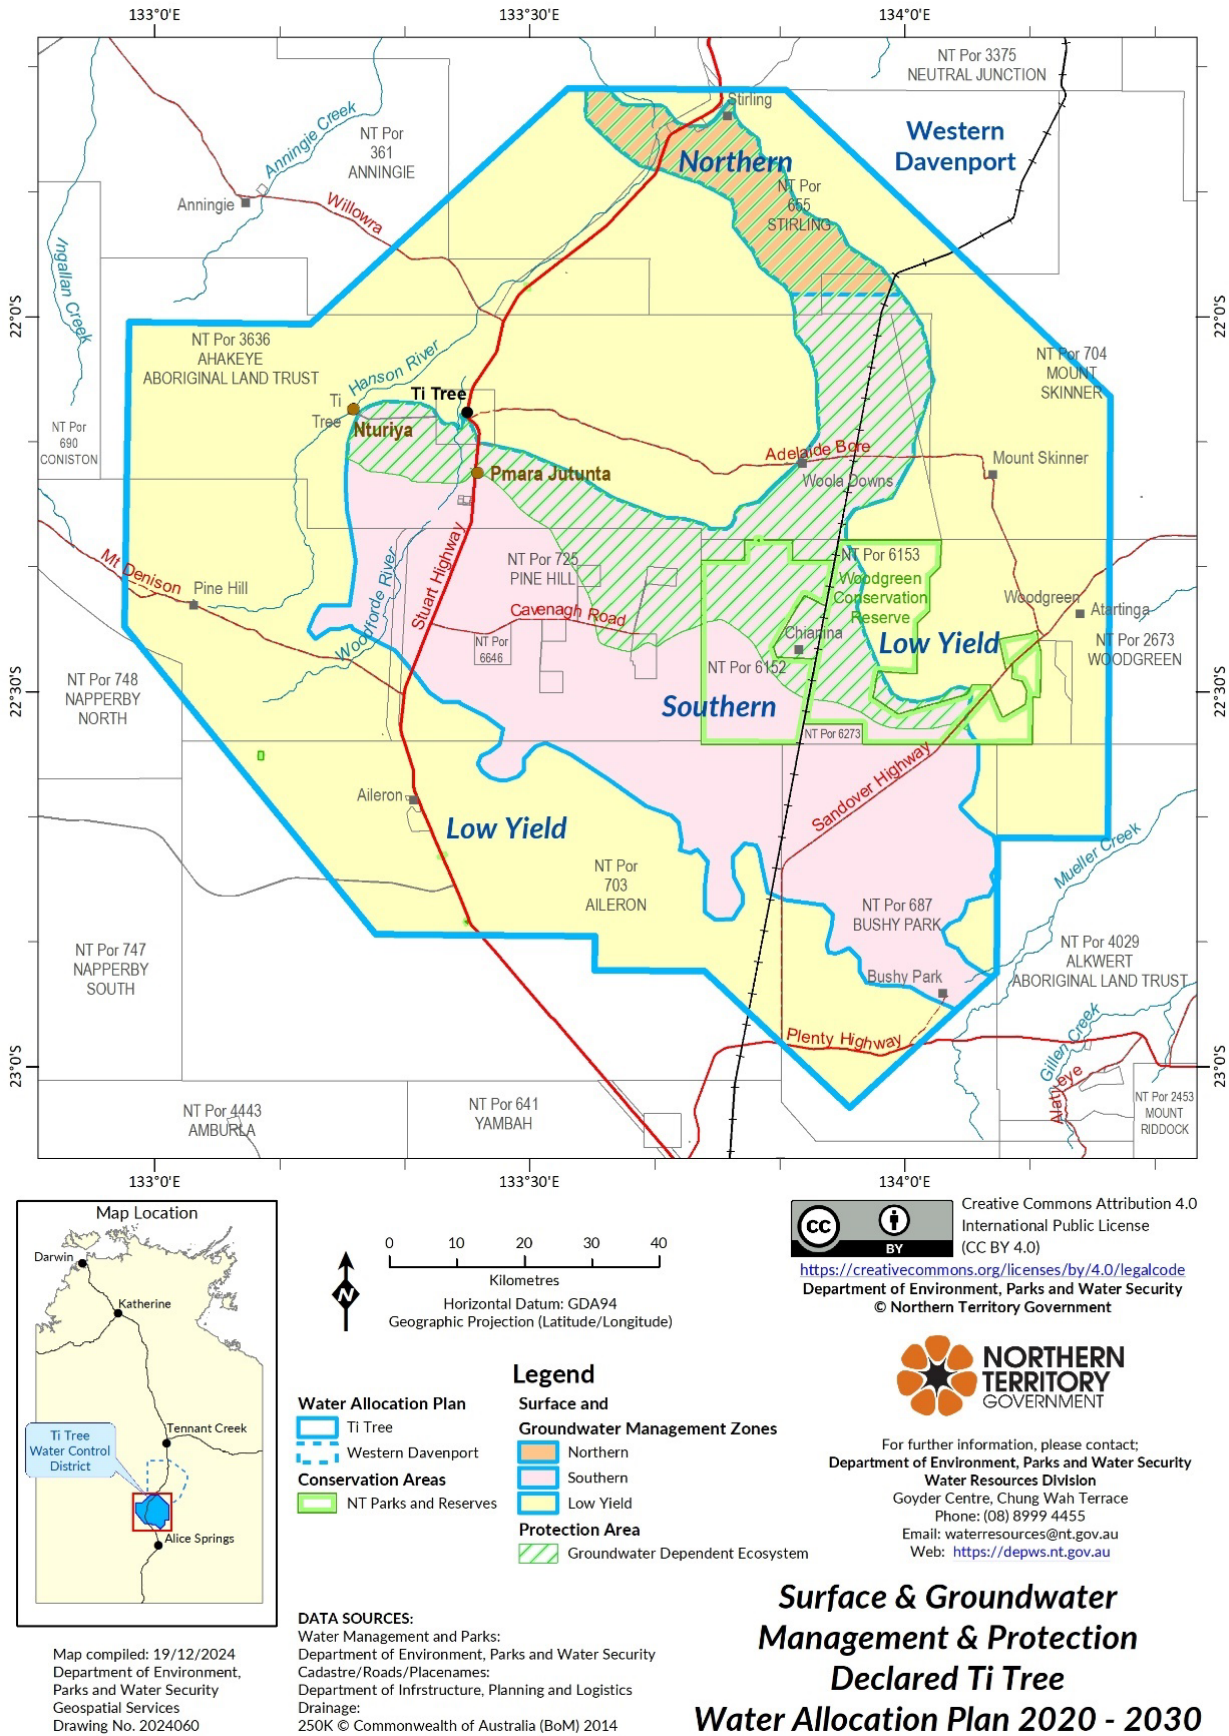 133°0'E
133°30'E
134°0'E
NT Por 3375
NEUTRAL JUNCTION
Stirling
Western
Davenport
Anningie Creek
NT Por
361
ANNINGIE
Northern
NT Por
655
STIRLING
Anningie
Willowra
Ingallan Creek
22°0'S
22°0'S
NT Por 3636
AHAKEYE
ABORIGINAL LAND TRUST
Hanson River
NT Por 704
MOUNT
SKINNER
Ti
Tree
Ti Tree
Nturiya
NT Por
690
CONISTON
Adelaide Bore
Mount Skinner
Pmara Jutunta
Woola Downs
Mt Denison
Pine Hill
Woodforde River
Stuart Highway
NT Por 725
PINE HILL
NT Por 6153
Woodgreen
Conservation
Reserve
Woodgreen
Atartinga
Cavenagh Road
Chianina
Low Yield
NT Por 2673
WOODGREEN
NT Por
6646
NT Por 6152
NT Por 748
NAPPERBY
NORTH
22°30'S
22°30'S
Southern
NT Por 6273
Sandover Highway
Aileron
Low Yield
Mueller Creek
NT Por
703
AILERON
NT Por 687
BUSHY PARK
NT Por 747
NAPPERBY
SOUTH
NT Por 4029
ALKWERT
ABORIGINAL LAND TRUST
Bushy Park
Plenty Highway
Gillen Creek
23°0'S
23°0'S
Alatyeye
NT Por 4443
AMBURLA
NT Por 641
YAMBAH
NT Por 2453
MOUNT
RIDDOCK
133°0'E
133°30'E
134°0'E
Map Location
Darwin
Katherine
Tennant Creek
Ti Tree
Water Control
District
Alice Springs
N
0 10 20 30 40
Kilometres
Horizontal Datum: GDA94
Geographic Projection (Latitude/Longitude)
cc
BY
Creative Commons Attribution 4.0
International Public License
(CC BY 4.0)
https://creativecommons.org/licenses/by/4.0/legalcode
Department of Environment, Parks and Water Security
© Northern Territory Government
Legend
Water Allocation Plan
Ti Tree
Western Davenport
Conservation Areas
NT Parks and Reserves
Surface and
Groundwater Management Zones
Northern
Southern
Low Yield
Protection Area
Groundwater Dependent Ecosystem
NORTHERN
TERRITORY
GOVERNMENT
For further information, please contact;
Department of Environment, Parks and Water Security
Water Resources Division
Goyder Centre, Chung Wah Terrace
Phone: (08) 8999 4455
Email: waterresources@nt.gov.au
Web: https://depws.nt.gov.au
Map compiled: 19/12/2024
Department of Environment,
Parks and Water Security
Geospatial Services
Drawing No. 2024060
DATA SOURCES:
Water Management and Parks:
Department of Environment, Parks and Water Security
Cadastre/Roads/Placenames:
Department of Infrstructure, Planning and Logistics
Drainage:
250K © Commonwealth of Australia (BoM) 2014
Surface & Groundwater
Management & Protection
Declared Ti Tree
Water Allocation Plan 2020 - 2030